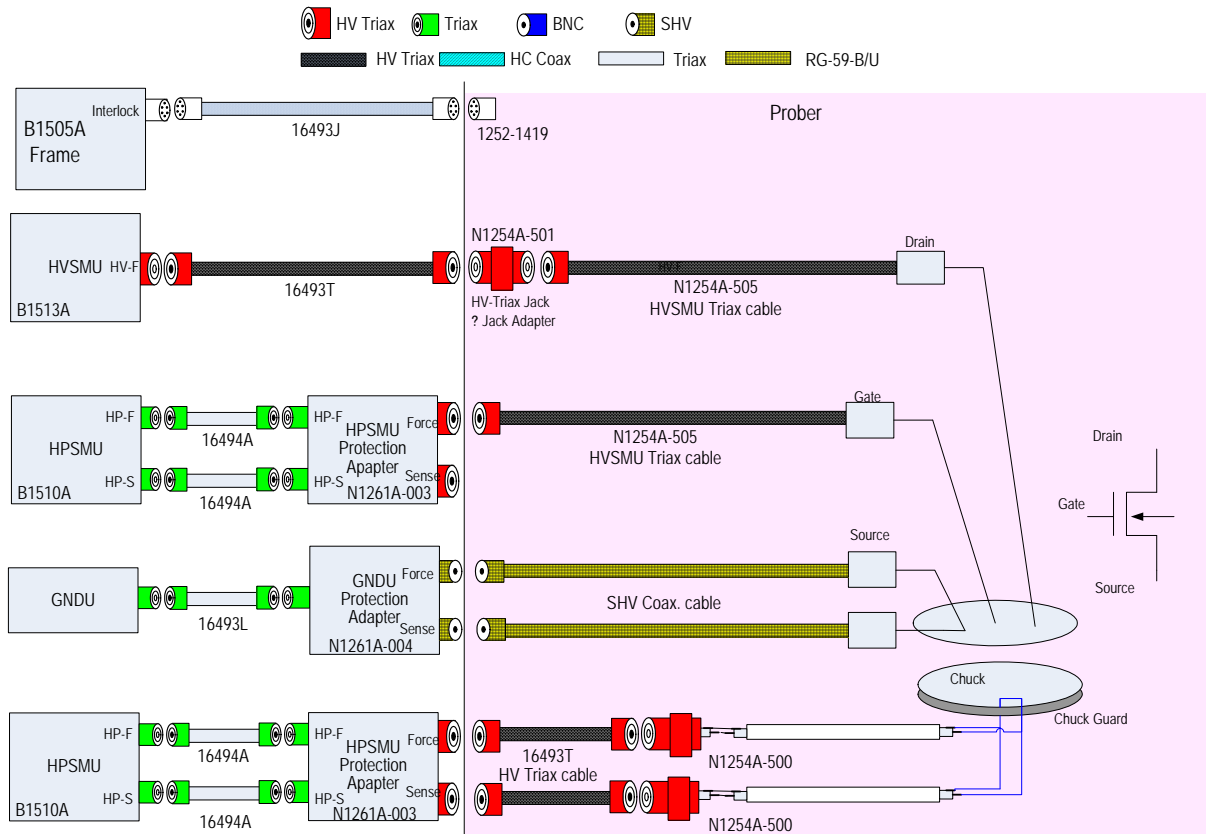 HV Triax
Triax
BNC
SHV
HV Triax
HC Coax
Triax
RG-59-B/U
Interlock
B1505A
Frame
16493J
1252-1419
Prober
HVSMU
HV-F
B1513A
16493T
N1254A-501
HV-Triax Jack
? Jack Adapter
HV-F
N1254A-505
HVSMU Triax cable
Drain
HP-F
HPSMU
HP-S
B1510A
16494A
16494A
HP-F
HPSMU
Protection
Apapter
HP-S
N1261A-003
Force
Sense
N1254A-505
HVSMU Triax cable
Gate
Drain
Gate
Source
GNDU
16493L
GNDU
Protection
Adapter
N1261A-004
Force
Sense
SHV Coax. cable
Source
Chuck
Chuck Guard
HP-F
HPSMU
HP-S
B1510A
16494A
16494A
HP-F
HPSMU
Protection
Apapter
HP-S
N1261A-003
Force
Sense
16493T
HV Triax cable
N1254A-500
N1254A-500